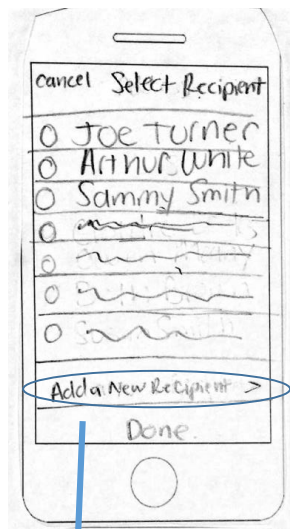 Cancel Select Recipient
Joe Turner
Arthur White
Sammy Smith
Add a New Recipient >
Done.